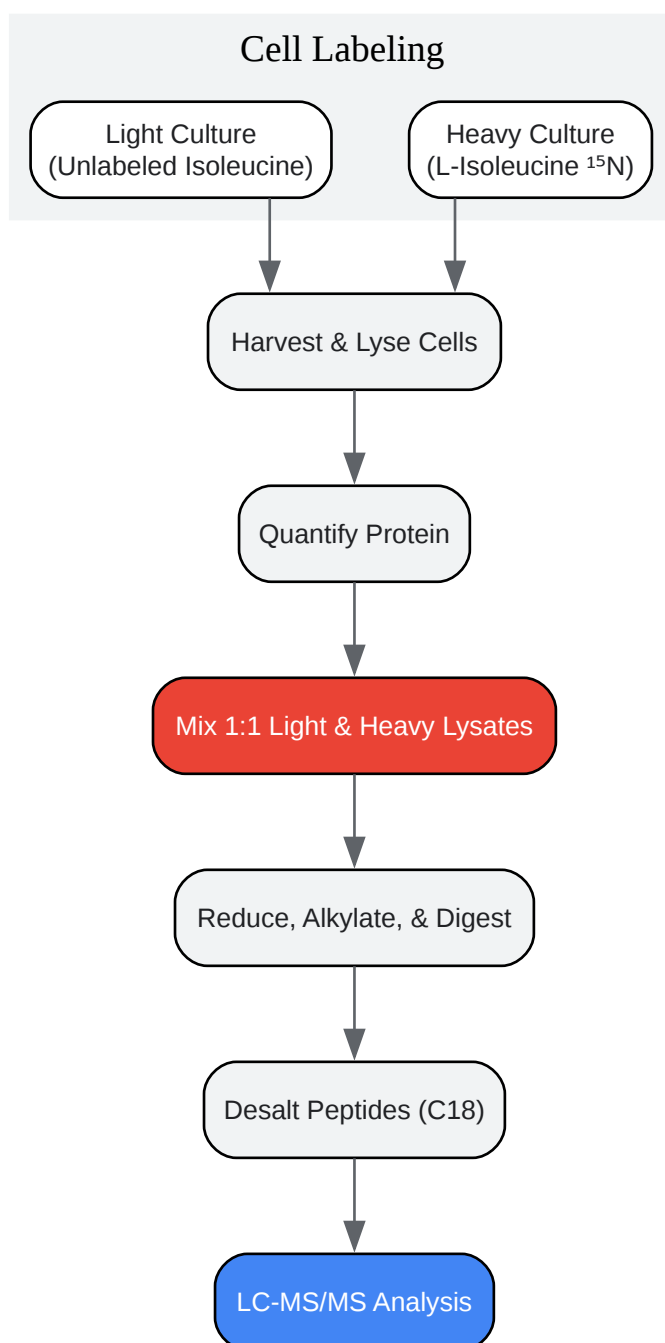 Cell Labeling
Light Culture
(Unlabeled Isoleucine)
Heavy Culture
(L-Isoleucine ¹⁵N)
Harvest & Lyse Cells
Quantify Protein
Mix 1:1 Light & Heavy Lysates
Reduce, Alkylate, & Digest
Desalt Peptides (C18)
LC-MS/MS Analysis